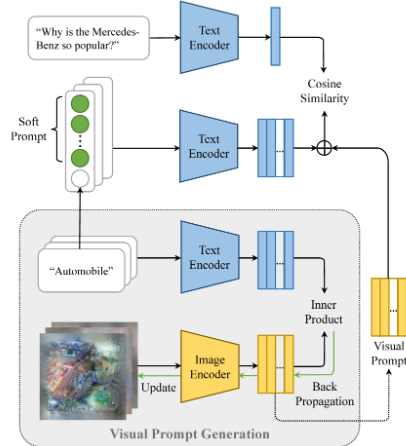 “Why is the Mercedes-
Benz so popular?”
Text
Encoder
Cosine
Similarity
Soft
Prompt
Text
Encoder
...
“Automobile”
Text
Encoder
...
Inner
Product
Image
Encoder
...
Update
Back
Propagation
...
Visual
Prompt
Visual Prompt Generation